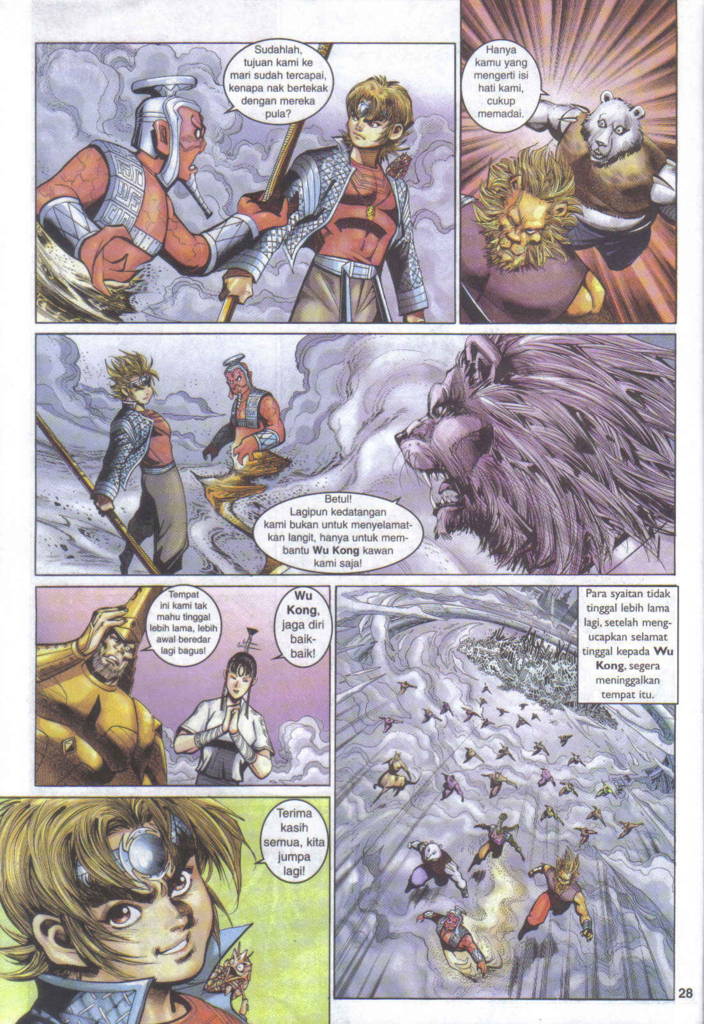 Sudahlah,
tujuan kami ke
mari sudah tercapai,
kenapa nak bertekak
dengan mereka
pula?
Hanya
kamu yang
mengerti isi
hati kami,
cukup
memadai.
Betul!
Lagipun kedatangan
kami bukan untuk menyelamat-
kan langit, hanya untuk mem-
bantu Wu Kong kawan
kami saja!
Tempat
ini kami tak
mahu tinggal
lebih lama, lebih
awal beredar
lagi bagus!
Wu
Kong,
jaga diri
baik-
baik!
Para syaitan tidak
tinggal lebih lama
lagi, setelah meng-
ucapkan selamat
tinggal kepada Wu
Kong, segera
meninggalkan
tempat itu.
Terima
kasih
semua, kita
jumpa
lagi!
28